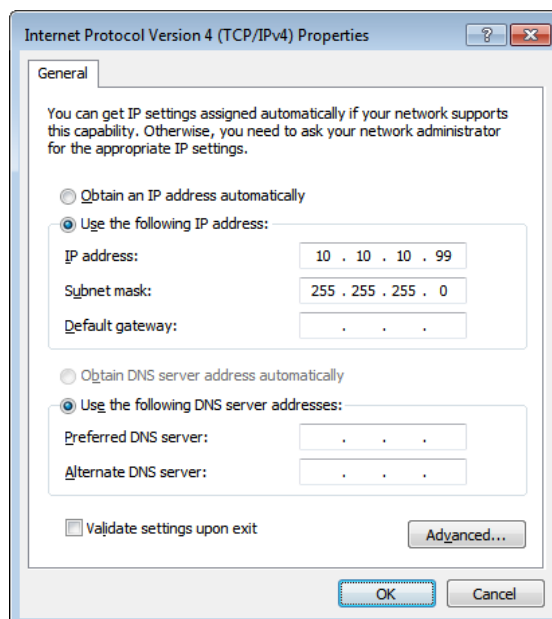 Internet Protocol Version 4 (TCP/IPv4) Properties
General
You can get IP settings assigned automatically if your network supports
this capability. Otherwise, you need to ask your network administrator
for the appropriate IP settings.
Obtain an IP address automatically
Use the following IP address:
IP address: 10 . 10 . 10 . 99
Subnet mask: 255 . 255 . 255 . 0
Default gateway: . . .
Obtain DNS server address automatically
Use the following DNS server addresses:
Preferred DNS server: . . .
Alternate DNS server: . . .
Validate settings upon exit
Advanced...
OK Cancel